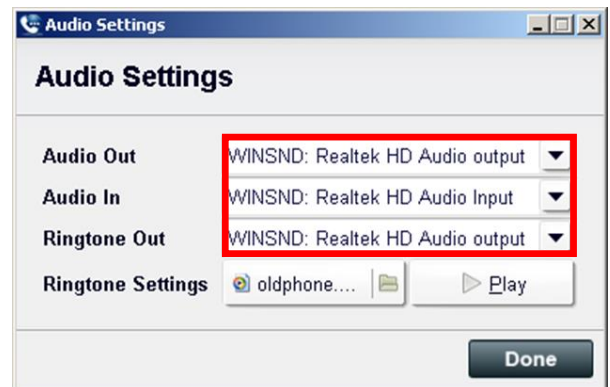 Audio Settings
Audio Settings
Audio Out WINSND: Realtek HD Audio output
Audio In WINSND: Realtek HD Audio Input
Ringtone Out WINSND: Realtek HD Audio output
Ringtone Settings oldphone.... Play
Done